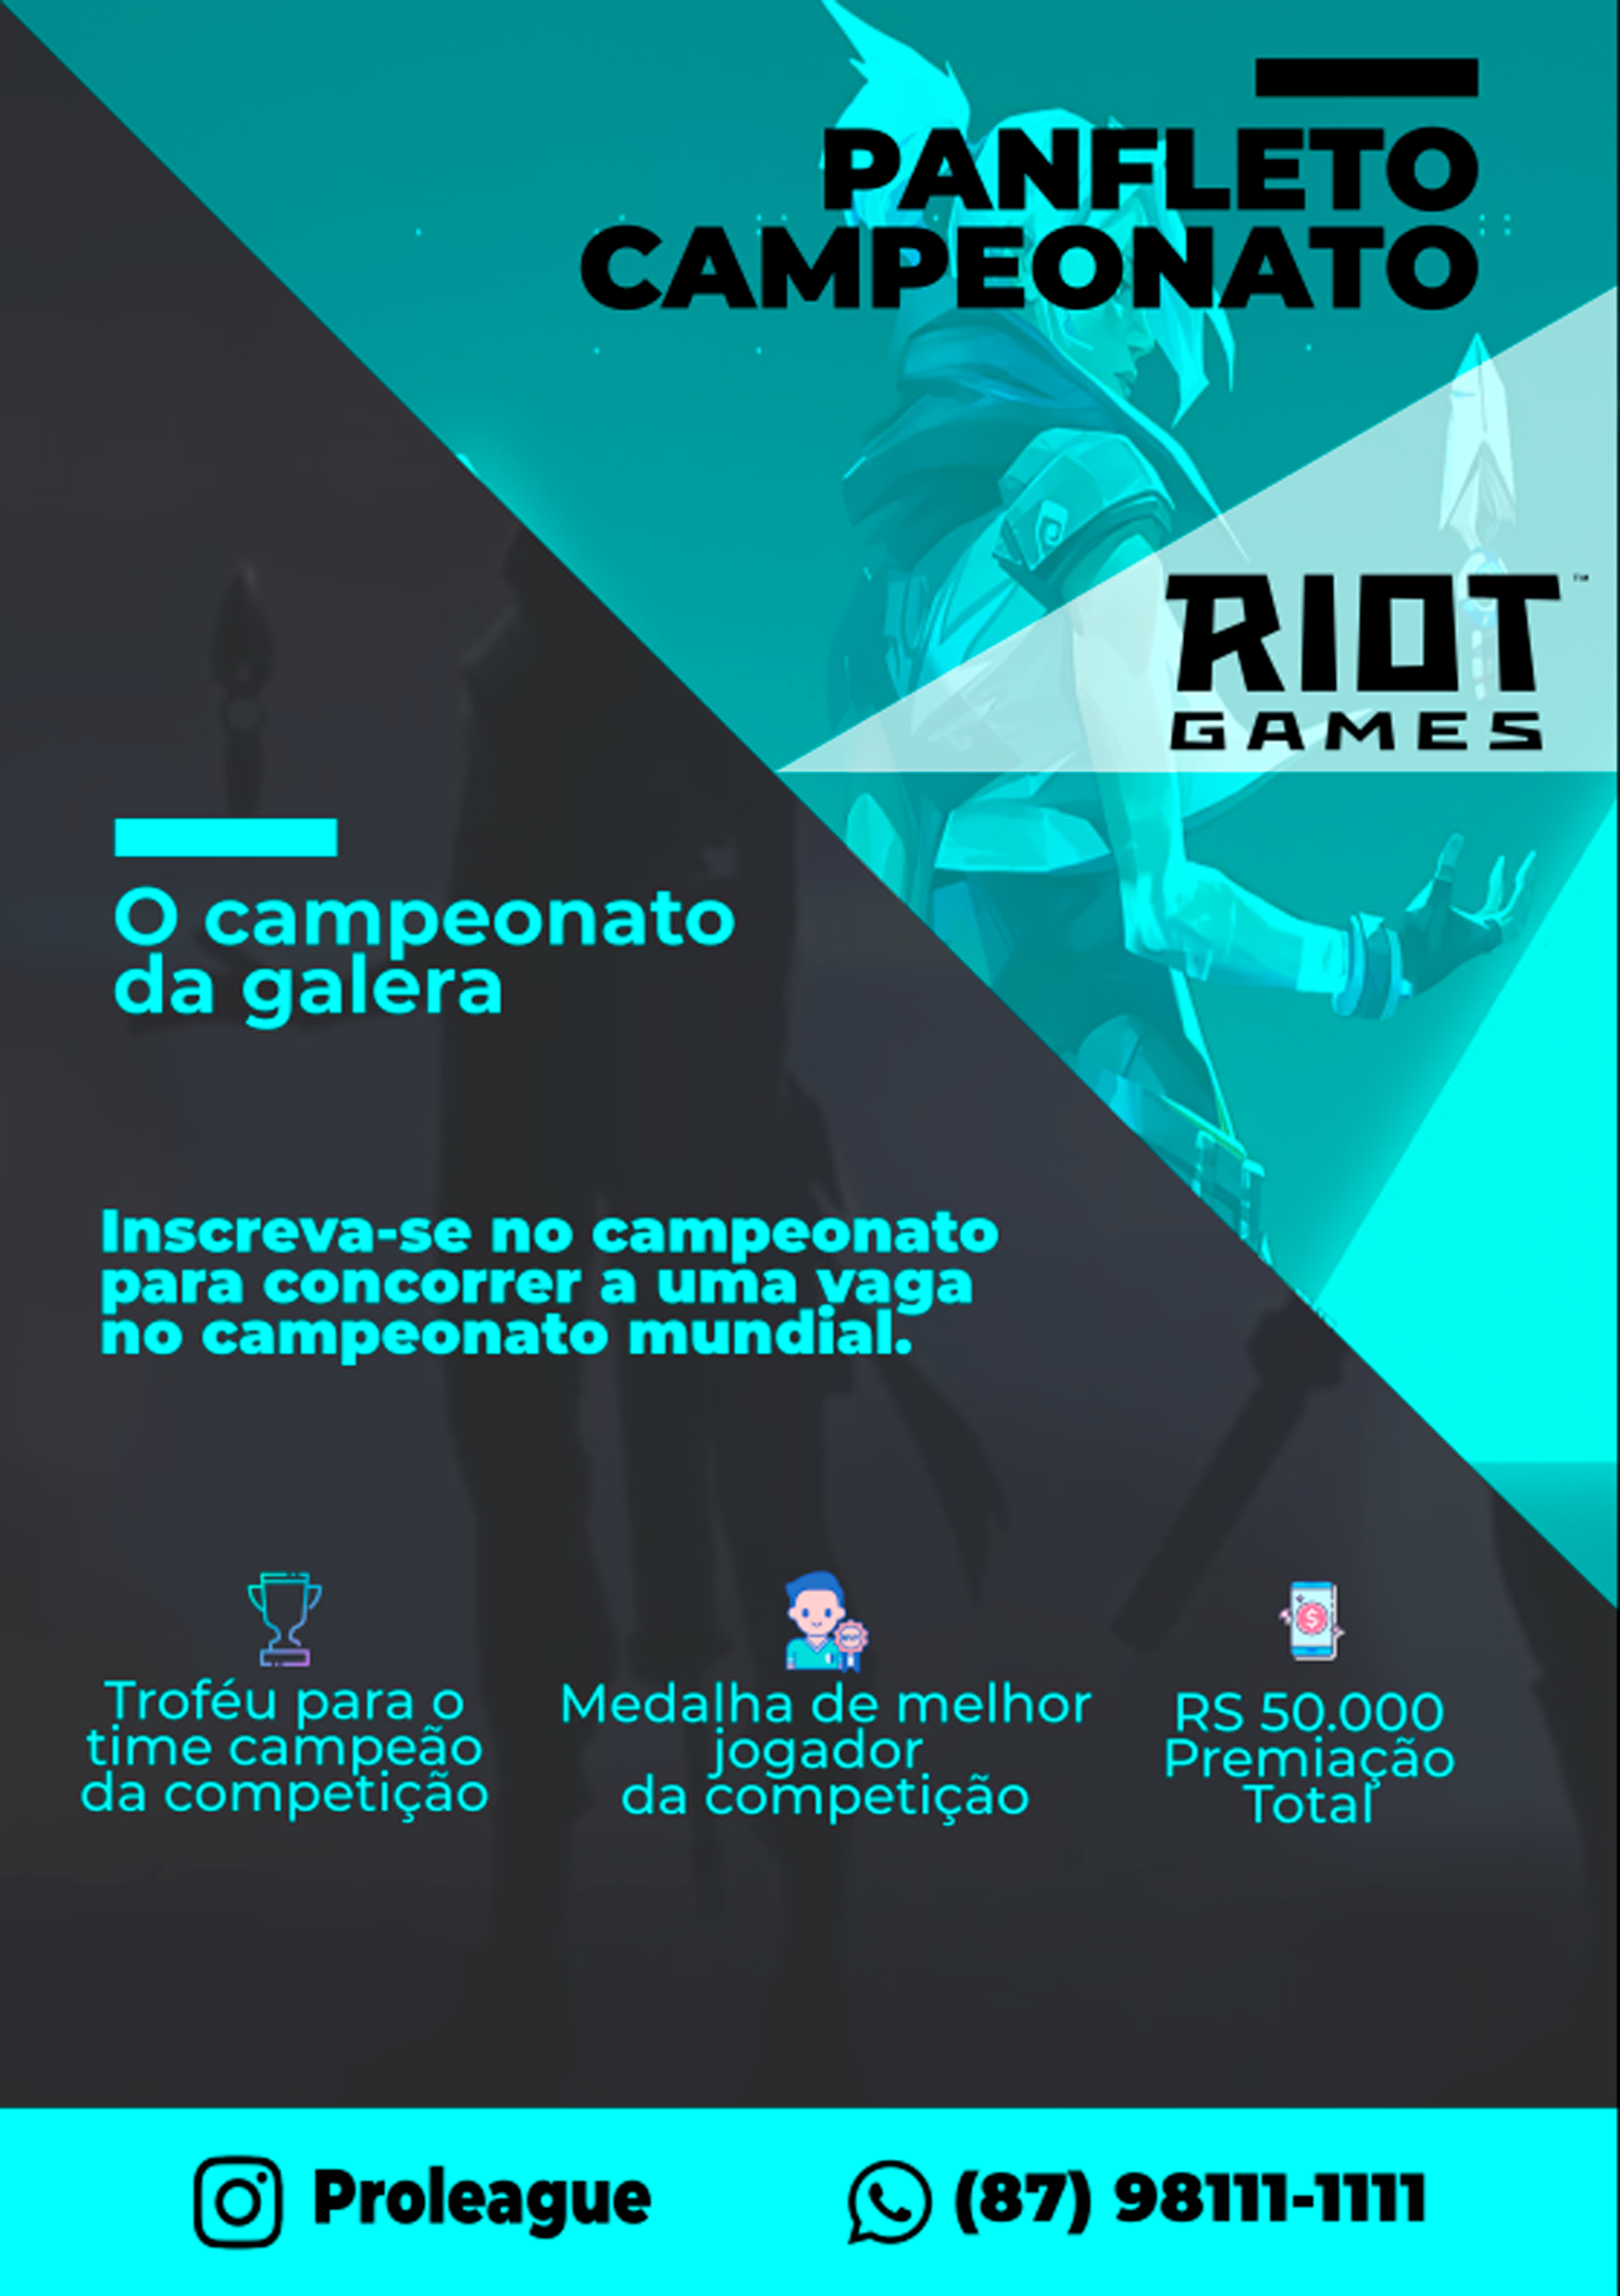 PANFLETO
CAMPEONATO
RIOT™
GAMES
O campeonato
da galera
Inscreva-se no campeonato
para concorrer a uma vaga
no campeonato mundial.
Troféu para o
time campeão
da competição
Medalha de melhor
jogador
da competição
RS 50.000
Premiação
Total
Proleague
(87) 98111-1111